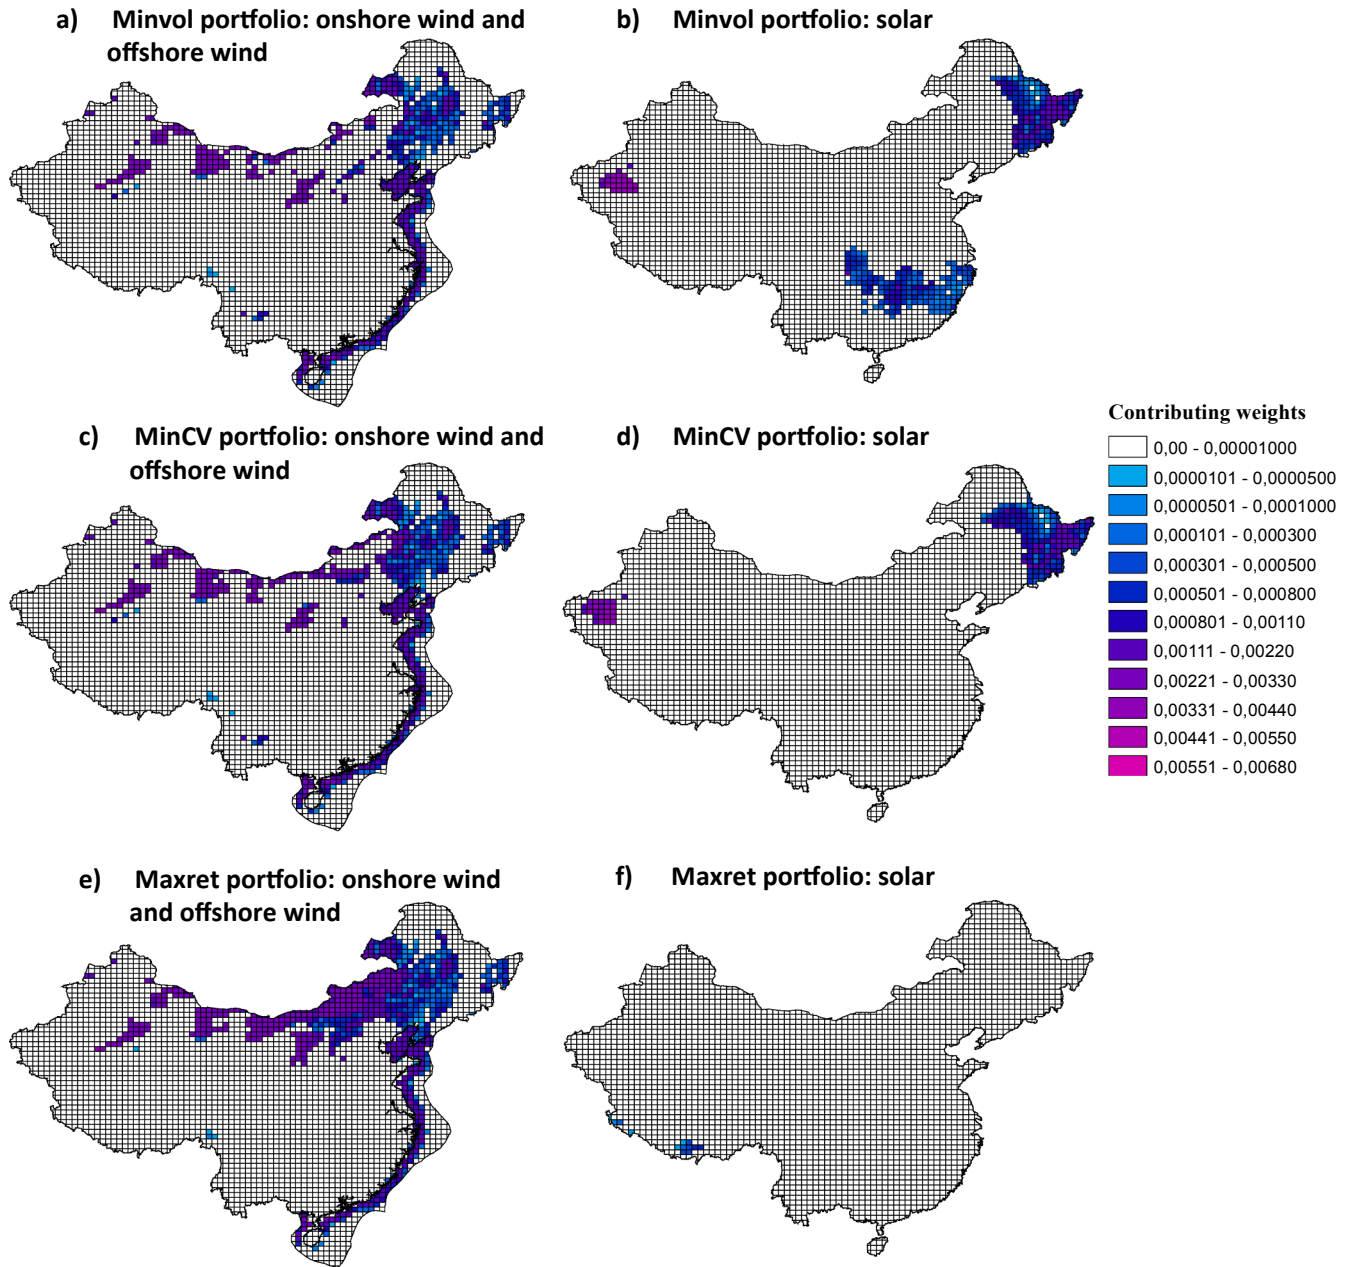 a) Minvol portfolio: onshore wind and
offshore wind
b) Minvol portfolio: solar
c) MinCV portfolio: onshore wind and
offshore wind
d) MinCV portfolio: solar
Contributing weights
0,00 - 0,00001000
0,0000101 - 0,0000500
0,0000501 - 0,0001000
0,000101 - 0,000300
0,000301 - 0,000500
0,000501 - 0,000800
0,000801 - 0,00110
0,00111 - 0,00220
0,00221 - 0,00330
0,00331 - 0,00440
0,00441 - 0,00550
0,00551 - 0,00680
e) Maxret portfolio: onshore wind
and offshore wind
f) Maxret portfolio: solar